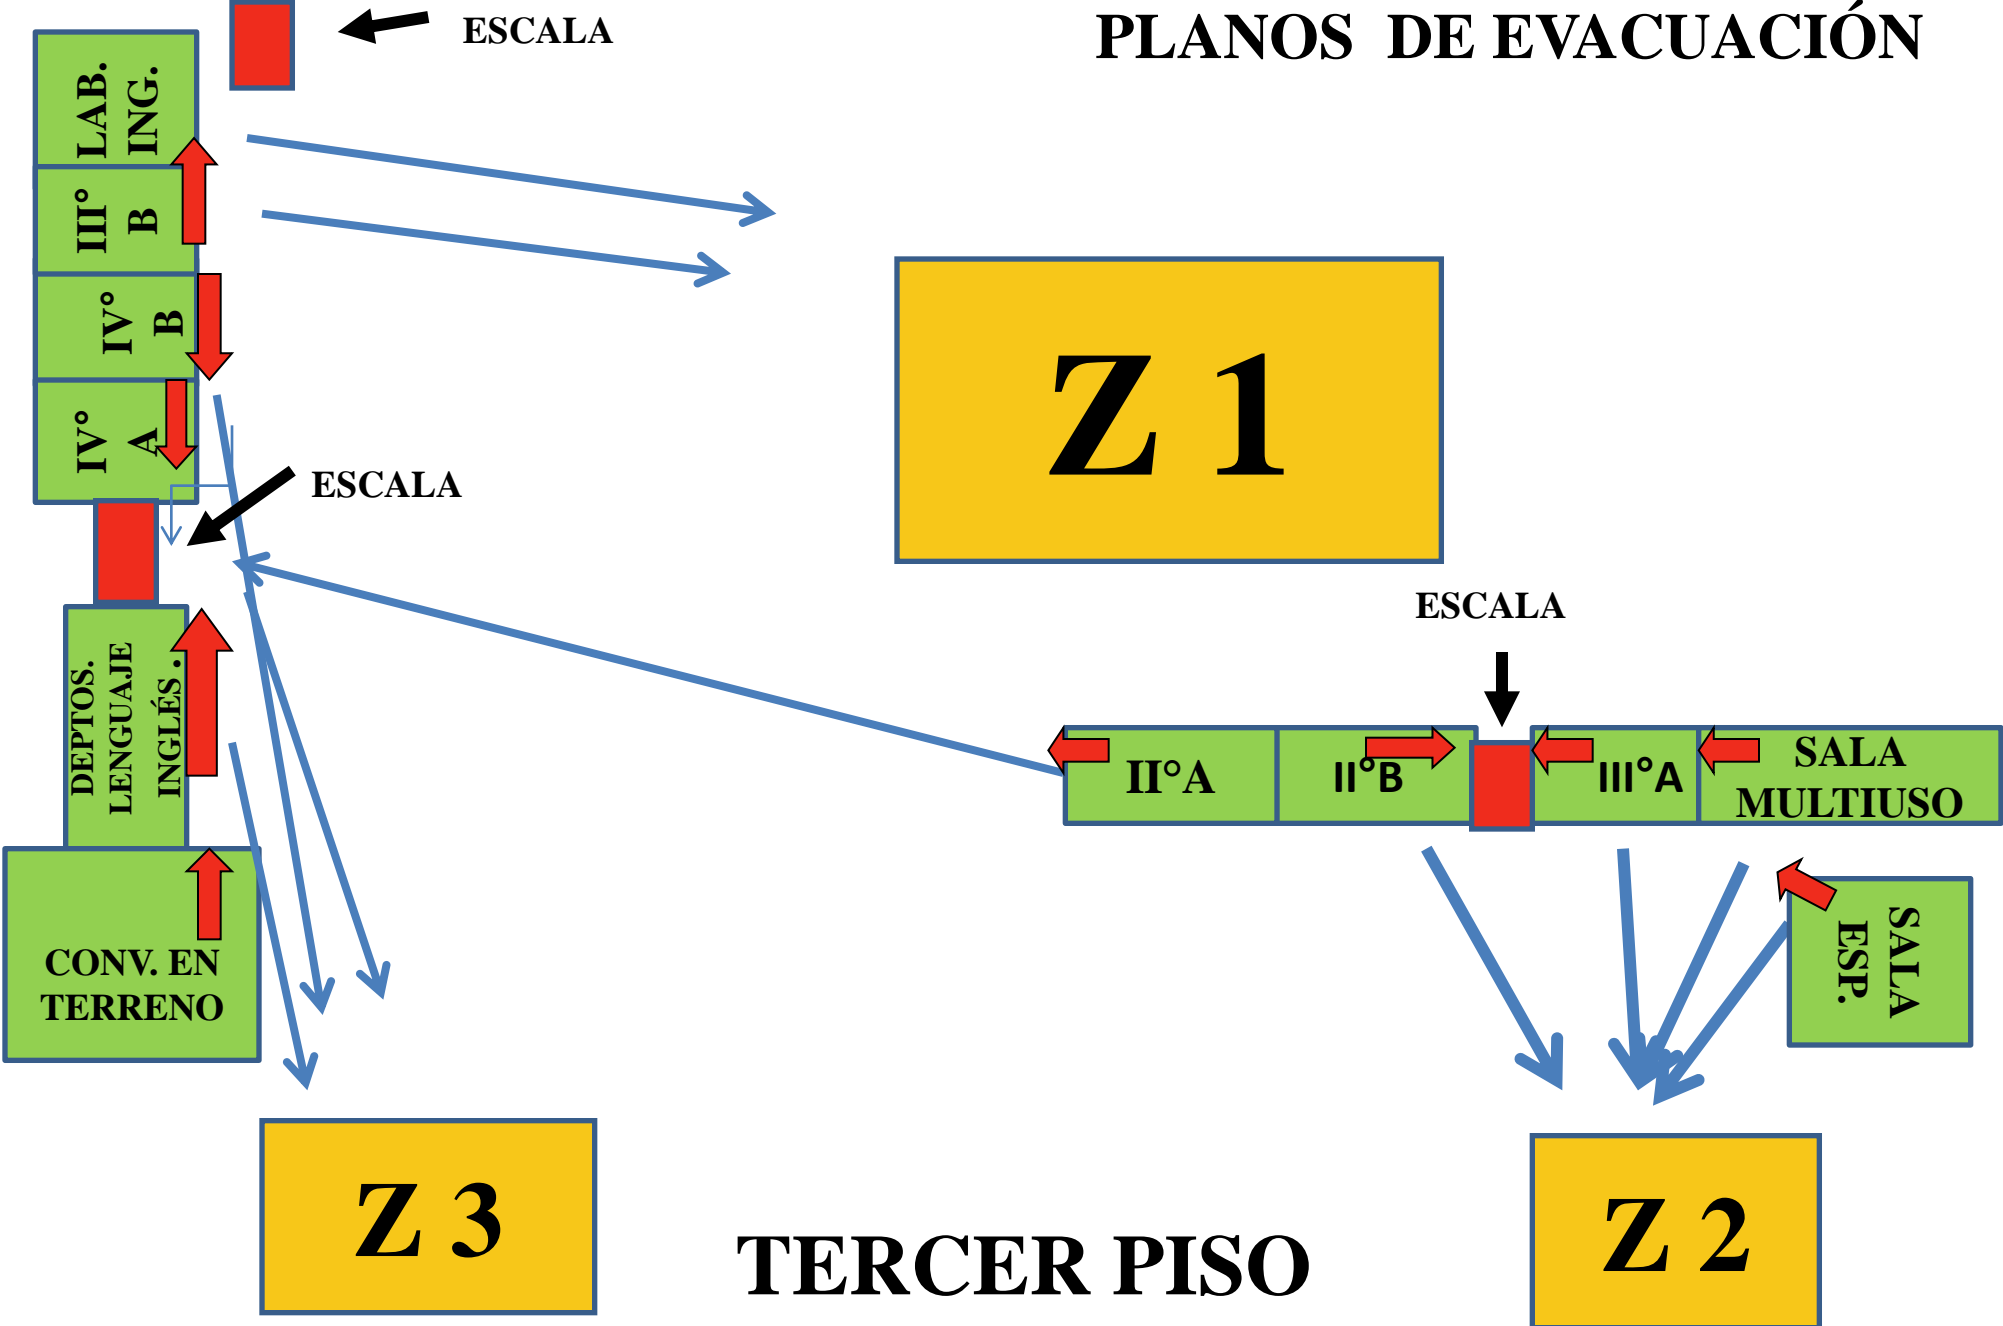 PLANOS DE EVACUACIÓN
ESCALA
LAB.
ING.
III°
B
IV°
B
IV°
A
ESCALA
Z 1
ESCALA
DEPTOS.
LENGUAJE
INGLÉS .
II°A
II°B
III°A
SALA
MULTIUSO
SALA
ESP.
CONV. EN
TERRENO
Z 3
Z 2
TERCER PISO